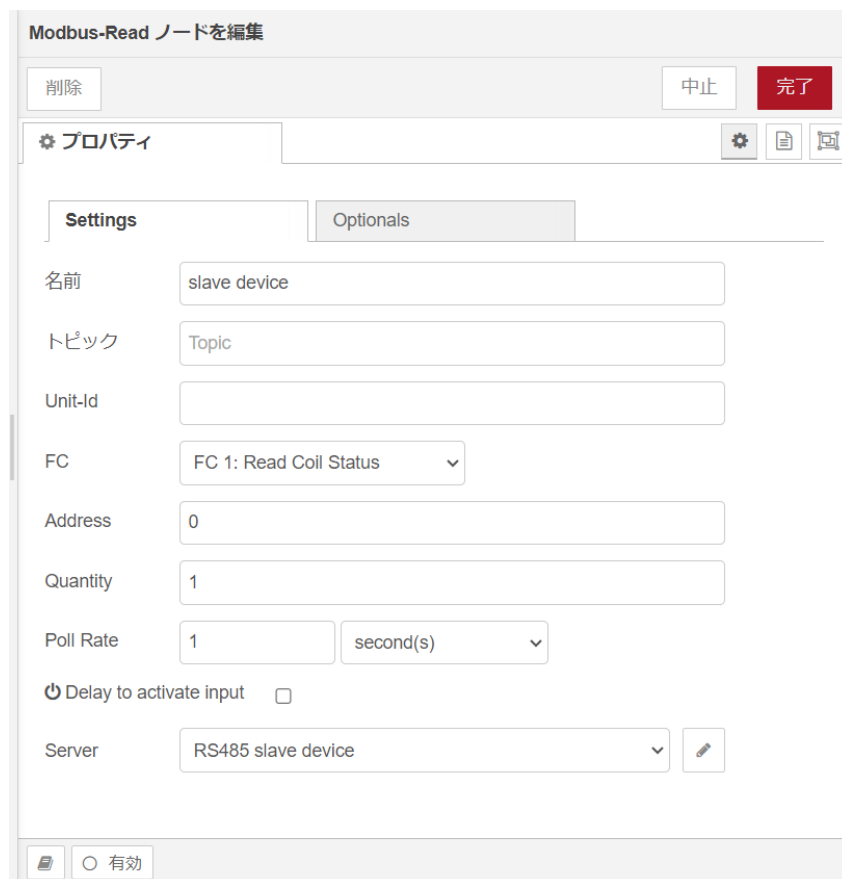 Modbus-Read ノードを編集
削除 中止 完了
プロパティ
Settings Optionals
名前 slave device
トピック Topic
Unit-Id
FC FC 1: Read Coil Status
Address 0
Quantity 1
Poll Rate 1 second(s)
Delay to activate input
Server RS485 slave device
有効